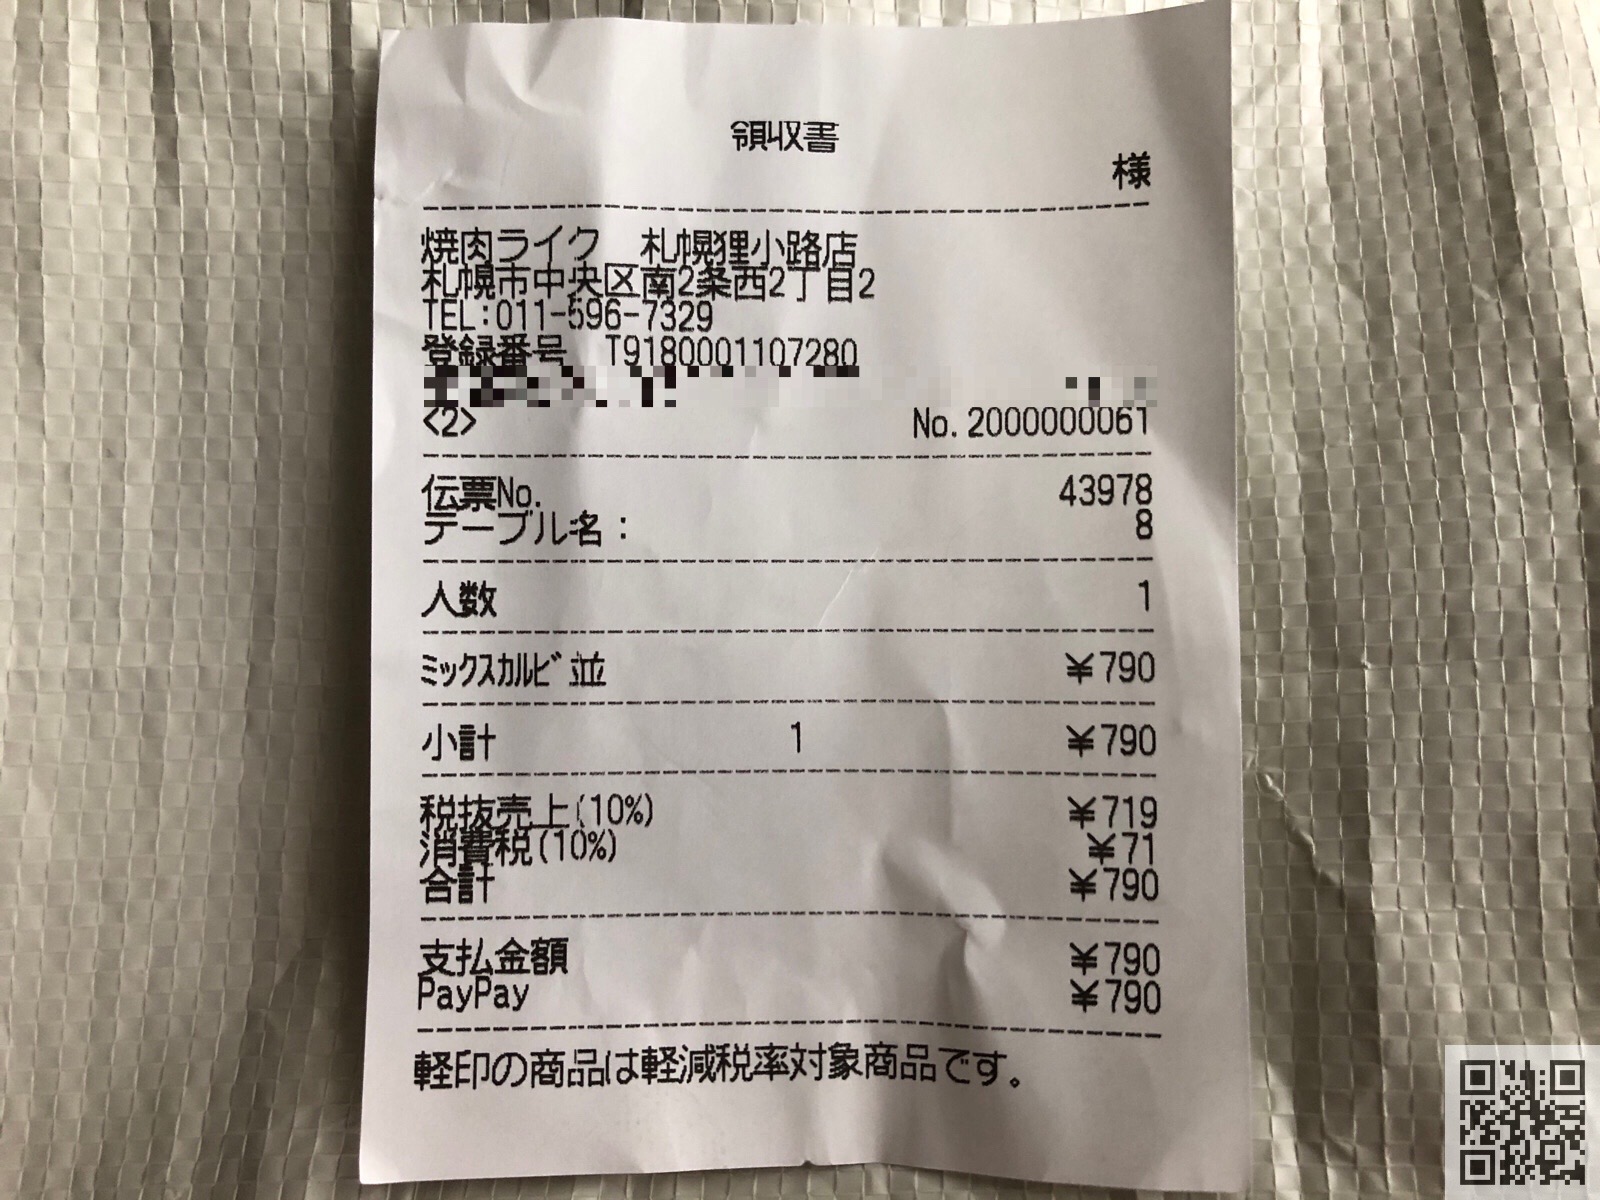 領収書
様
焼肉ライク 札幌狸小路店
札幌市中央区南2条西2丁目2
TEL:011-596-7329
登録番号 T9180001107280
<2> No.2000000061
伝票No. 43978
テーブル名: 8
人数 1
ミックスカルビ並 ¥790
小計 1 ¥790
税抜売上(10%) ¥719
消費税(10%) ¥71
合計 ¥790
支払金額 ¥790
PayPay ¥790
軽印の商品は軽減税率対象商品です。